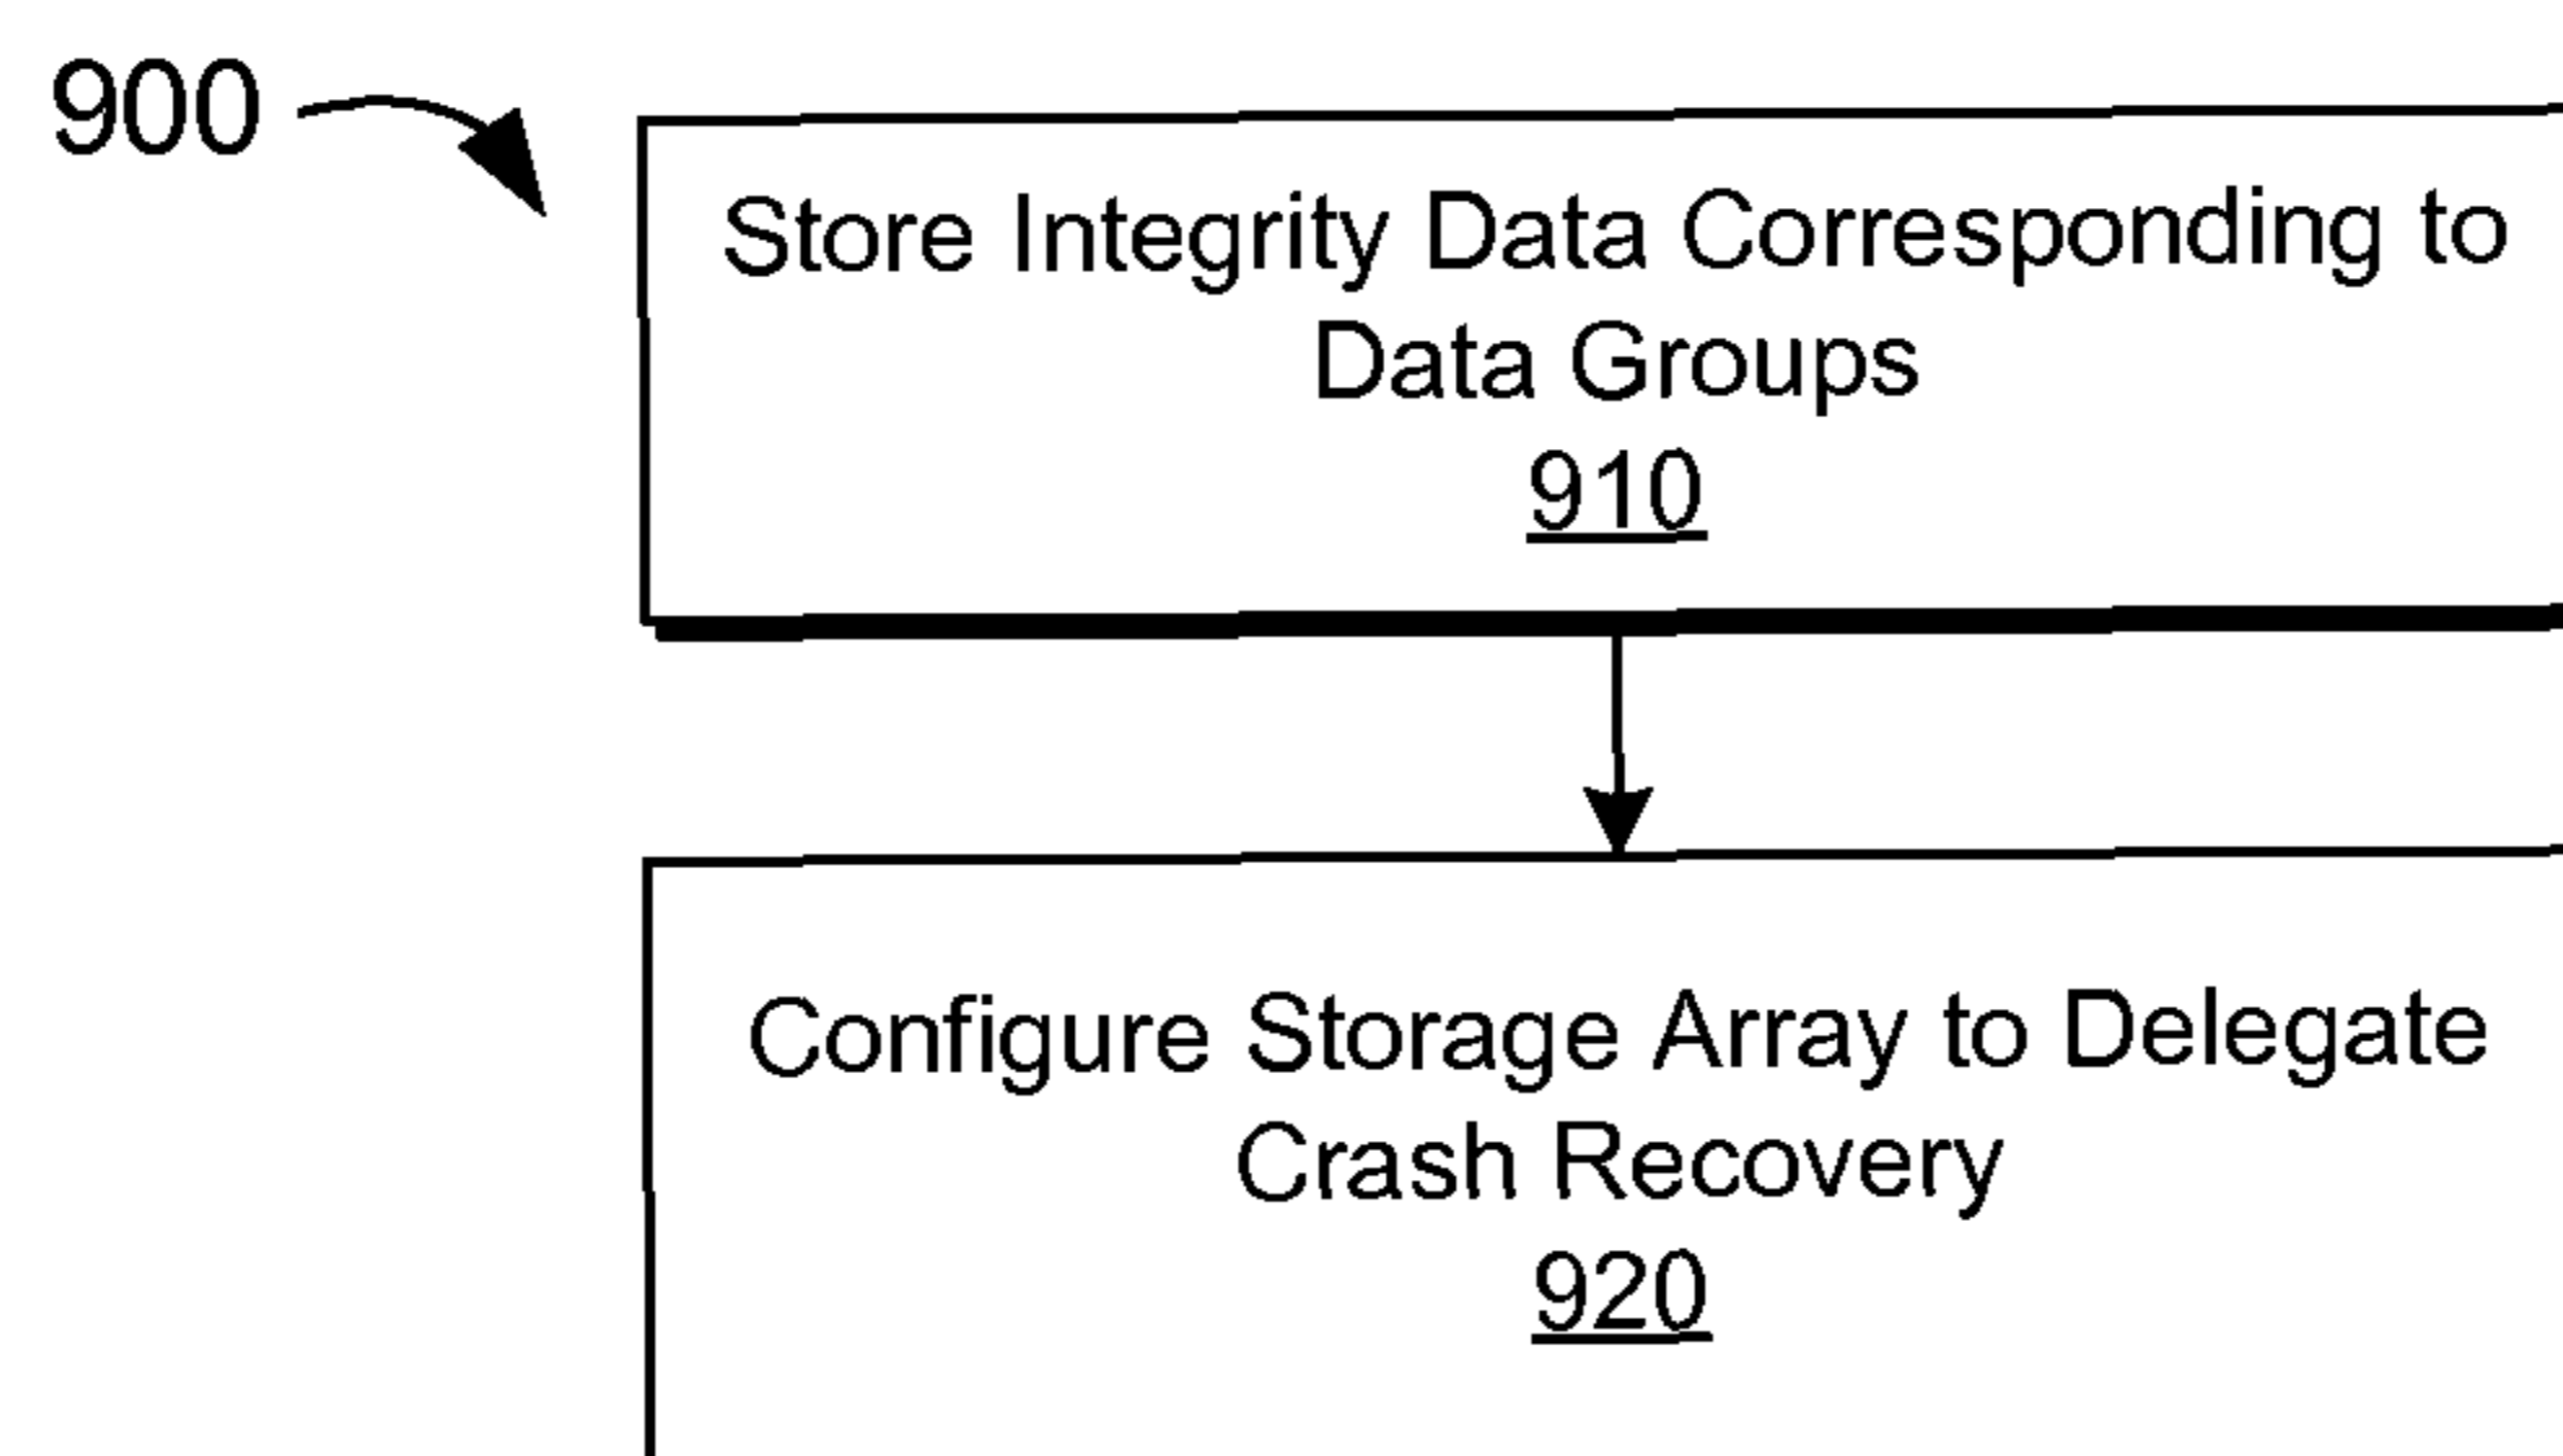 900
Store Integrity Data Corresponding to
Data Groups
910
Configure Storage Array to Delegate
Crash Recovery
920